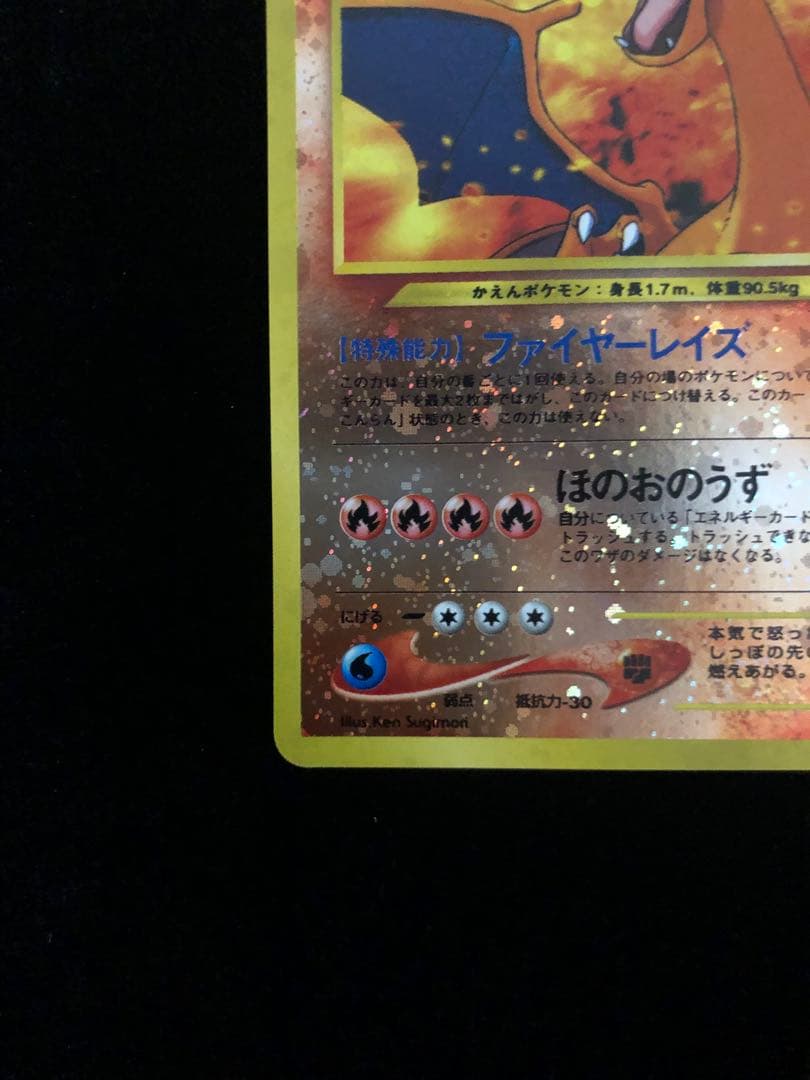 かえんポケモン：身長1.7m，体重90.5kg
【特殊能力】ファイヤーレイズ
この力は、自分の番ごとに1回使える。自分の場のポケモンについて
ギーカードを最大2枚まではがし、このカードにつけ替える。このカー
こんらん」状態のとき、この力は使えない。
ほのおのうず
自分についている「エネルギーカード
トラッシュする。トラッシュできな
このワザのダメージはなくなる。
にげる
本気で怒った
しっぽの先い
燃えあがる。
弱点 抵抗力-30
Illus. Ken Sugimori